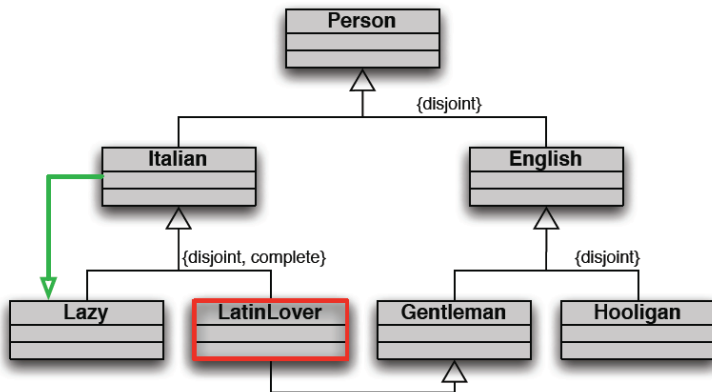 Person
{disjoint}
Italian
English
{disjoint, complete}
{disjoint}
Lazy
LatinLover
Gentleman
Hooligan